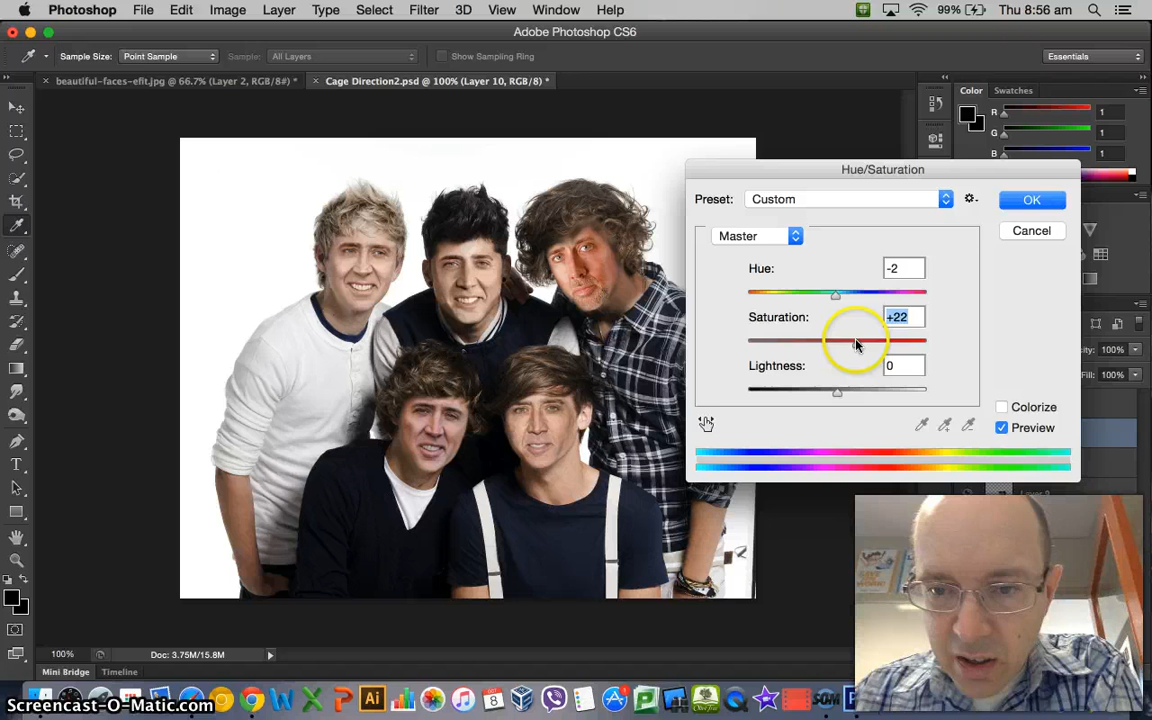 Photoshop File Edit Image Layer Type Select Filter 3D View Window Help 99% Thu 8:56 am
Adobe Photoshop CS6
Sample Size: Point Sample Sample: All Layers Show Sampling Ring Essentials
beautiful-faces-efit.jpg @ 66.7% (Layer 2, RGB/8#) * Cage Direction2.psd @ 100% (Layer 10, RGB/8) *
Color Swatches
R 1
G 1
B 1
Hue/Saturation
Preset: Custom OK
Cancel
Master
Hue: -2
Saturation: +22
Lightness: 0
Colorize
Preview
Opacity: 100%
Fill: 100%
100% Doc: 3.75M/15.8M
Mini Bridge Timeline
Screencast-O-Matic.com